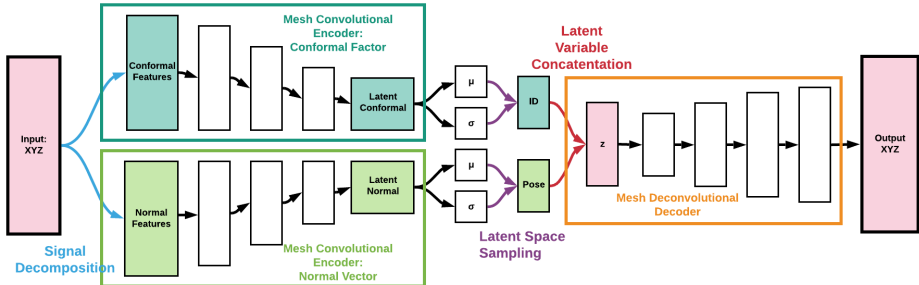 Input:
XYZ
Signal
Decomposition
Mesh Convolutional
Encoder:
Conformal Factor
Conformal
Features
Latent
Conformal
Normal
Features
Latent
Normal
Mesh Convolutional
Encoder:
Normal Vector
μ
σ
μ
σ
ID
Pose
Latent Space
Sampling
Latent
Variable
Concatentation
z
Mesh Deconvolutional
Decoder
Output
XYZ